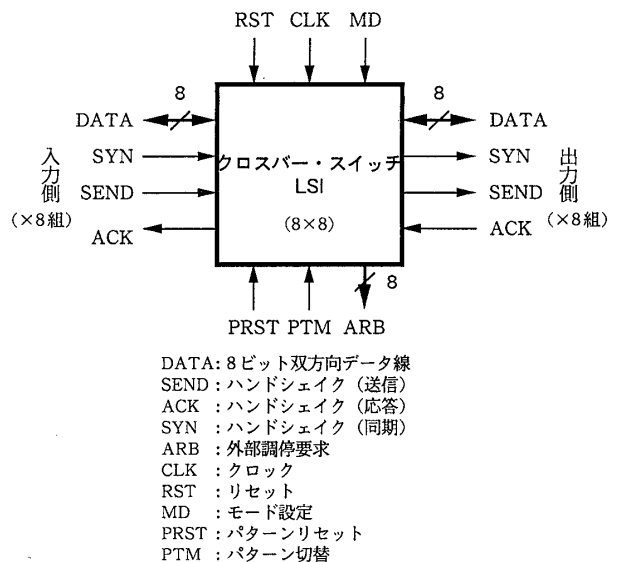 RST CLK MD
8 8
DATA DATA
SYN SYN
SEND SEND
ACK ACK
入力側
(×8組)
クロスバー・スイッチ
LSI
(8×8)
出力側
(×8組)
8
PRST PTM ARB
DATA:8ビット双方向データ線
SEND:ハンドシェイク(送信)
ACK :ハンドシェイク(応答)
SYN :ハンドシェイク(同期)
ARB :外部調停要求
CLK :クロック
RST :リセット
MD :モード設定
PRST:パターンリセット
PTM :パターン切替